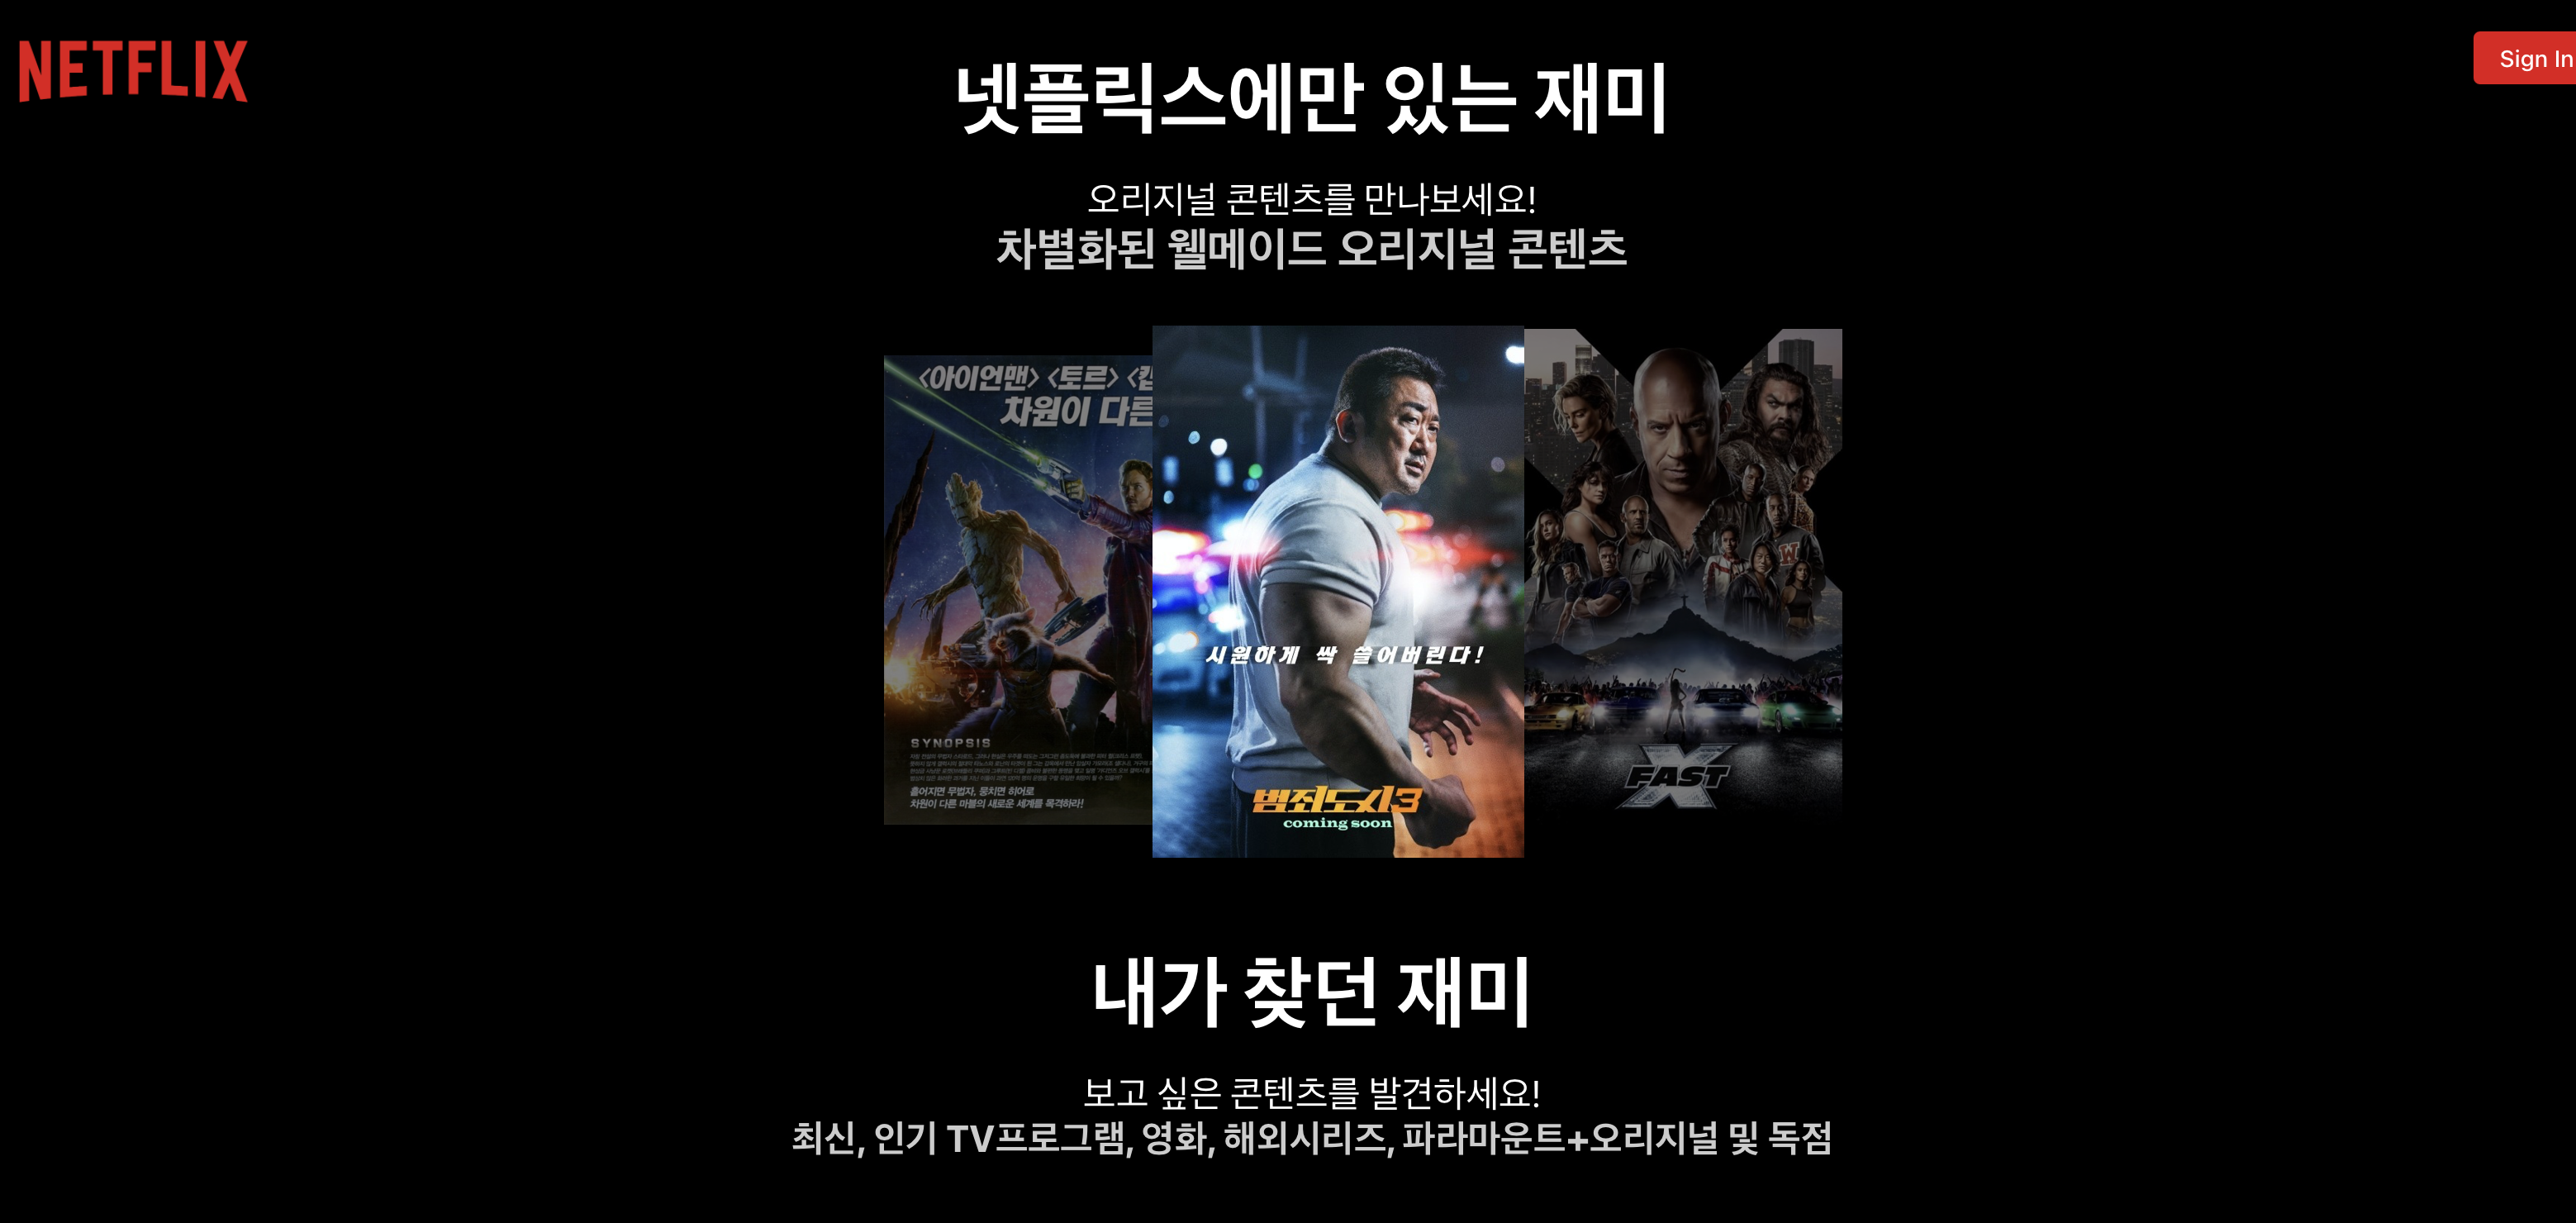 NETFLIX
Sign In
넷플릭스에만 있는 재미
오리지널 콘텐츠를 만나보세요!
차별화된 웰메이드 오리지널 콘텐츠
<아이언맨> <토르> <캡
차원이 다른
SYNOPSIS
흩어지면 무법자, 뭉치면 히어로
차원이 다른 마블의 새로운 세계를 목격하라!
시원하게 싹 쓸어버린다!
범죄도시3
coming soon
W
FAST X
내가 찾던 재미
보고 싶은 콘텐츠를 발견하세요!
최신, 인기 TV프로그램, 영화, 해외시리즈, 파라마운트+오리지널 및 독점